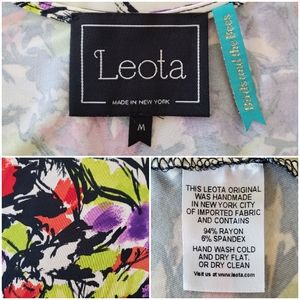 Leota
MADE IN NEW YORK
M
Birds and the Bees
THIS LEOTA ORIGINAL
WAS HANDMADE
IN NEW YORK CITY
OF IMPORTED FABRIC
AND CONTAINS
94% RAYON
6% SPANDEX
HAND WASH COLD
AND DRY FLAT.
OR DRY CLEAN
Visit us at www.leota.com